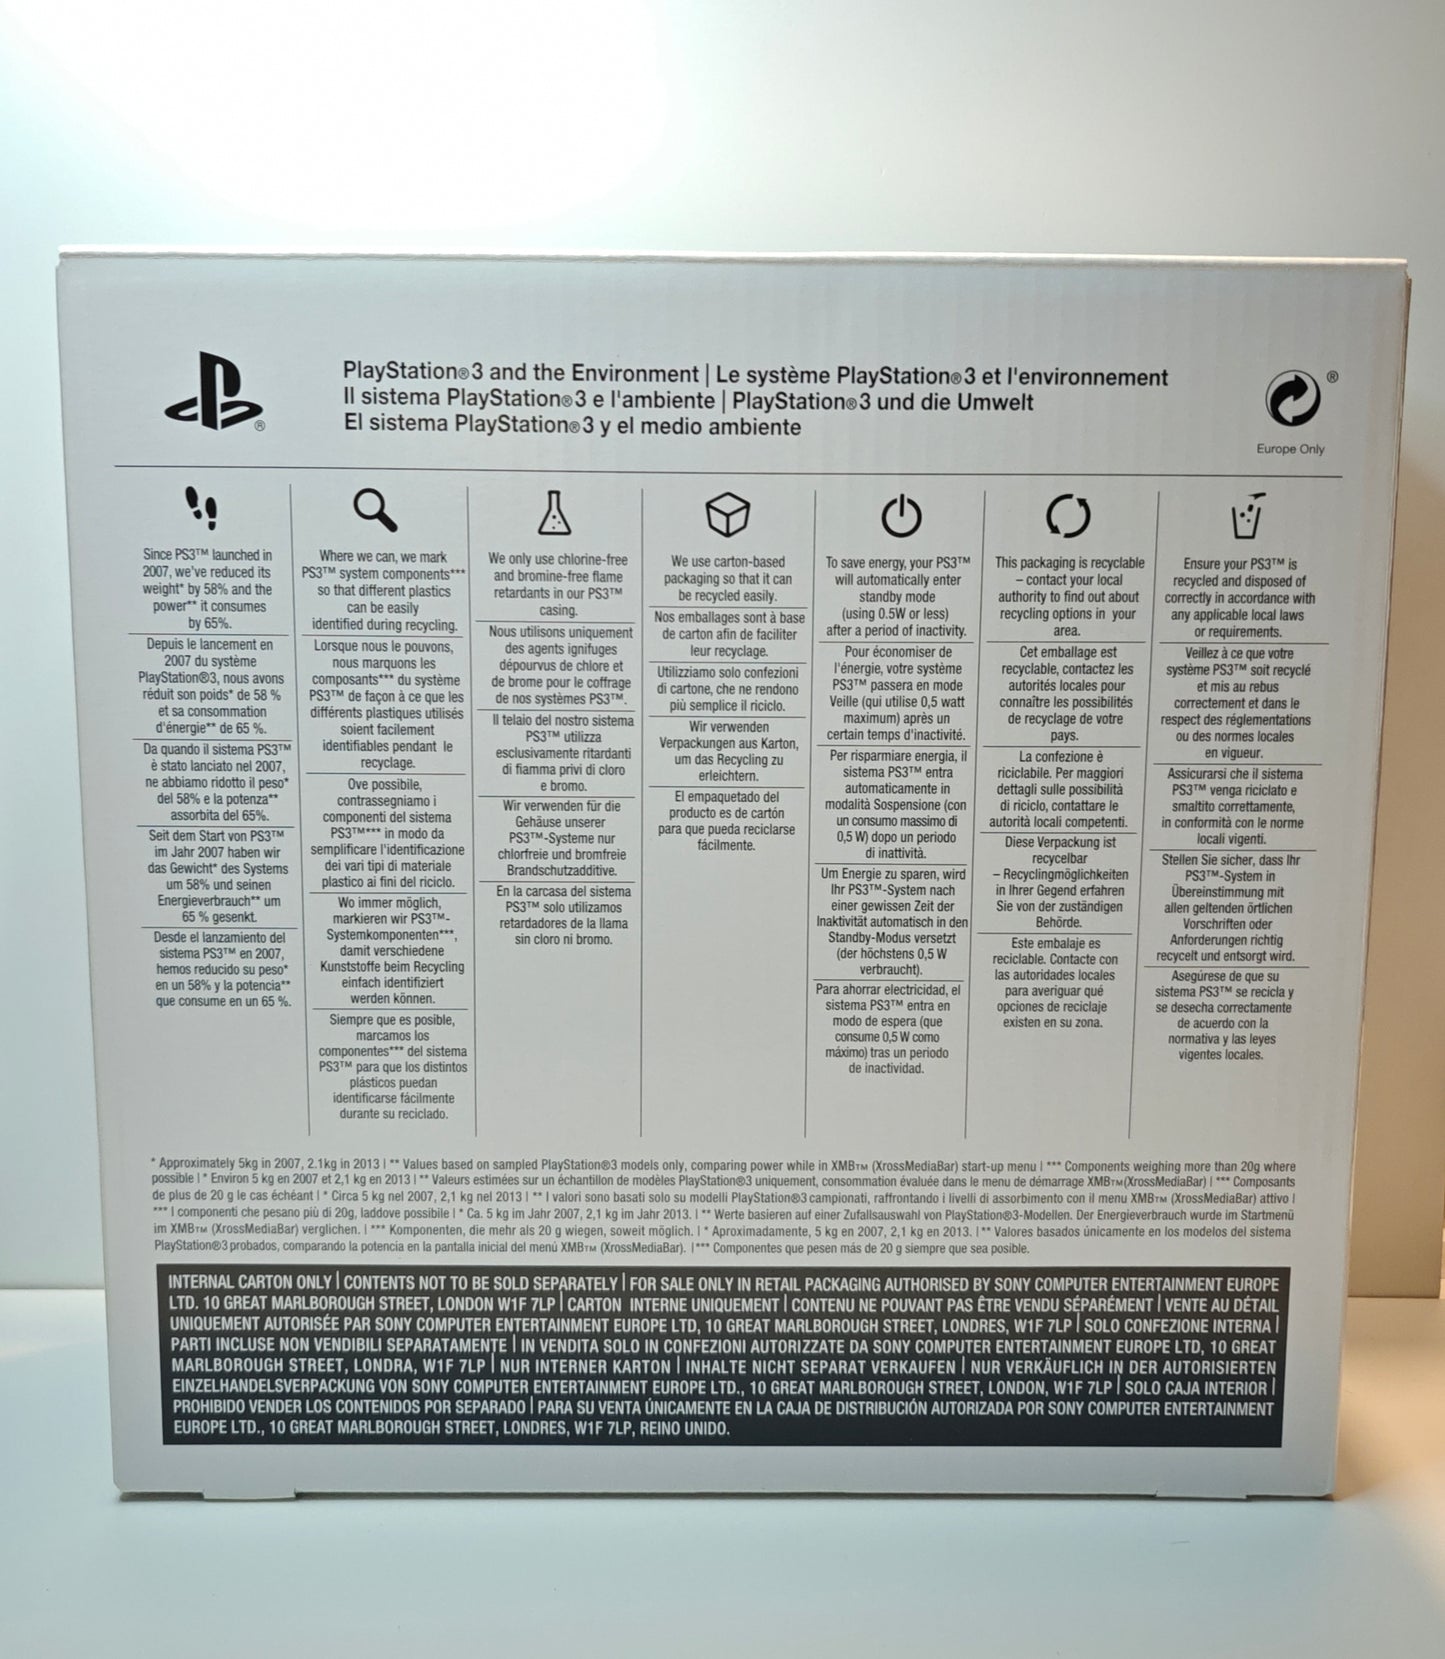 PlayStation®3 and the Environment | Le système PlayStation®3 et l'environnement
Il sistema PlayStation®3 e l'ambiente | PlayStation®3 und die Umwelt
El sistema PlayStation®3 y el medio ambiente
®
®
Europe Only
Since PS3™ launched in
2007, we've reduced its
weight* by 58% and the
power** it consumes
by 65%.
Depuis le lancement en
2007 du système
PlayStation®3, nous avons
réduit son poids* de 58 %
et sa consommation
d'énergie** de 65 %.
Da quando il sistema PS3™
è stato lanciato nel 2007,
ne abbiamo ridotto il peso*
del 58% e la potenza**
assorbita del 65%.
Seit dem Start von PS3™
im Jahr 2007 haben wir
das Gewicht* des Systems
um 58% und seinen
Energieverbrauch** um
65 % gesenkt.
Desde el lanzamiento del
sistema PS3™ en 2007,
hemos reducido su peso*
en un 58% y la potencia**
que consume en un 65 %.
Where we can, we mark
PS3™ system components***
so that different plastics
can be easily
identified during recycling.
Lorsque nous le pouvons,
nous marquons les
composants*** du système
PS3™ de façon à ce que les
différents plastiques utilisés
soient facilement
identifiables pendant le
recyclage.
Ove possibile,
contrassegniamo i
componenti del sistema
PS3™*** in modo da
semplificare l'identificazione
dei vari tipi di materiale
plastico ai fini del riciclo.
Wo immer möglich,
markieren wir PS3™-
Systemkomponenten***,
damit verschiedene
Kunststoffe beim Recycling
einfach identifiziert
werden können.
Siempre que es posible,
marcamos los
componentes*** del sistema
PS3™ para que los distintos
plásticos puedan
identificarse fácilmente
durante su reciclado.
We only use chlorine-free
and bromine-free flame
retardants in our PS3™
casing.
Nous utilisons uniquement
des agents ignifuges
dépourvus de chlore et
de brome pour le coffrage
de nos systèmes PS3™.
Il telaio del nostro sistema
PS3™ utilizza
esclusivamente ritardanti
di fiamma privi di cloro
e bromo.
Wir verwenden für die
Gehäuse unserer
PS3™-Systeme nur
chlorfreie und bromfreie
Brandschutzadditive.
En la carcasa del sistema
PS3™ solo utilizamos
retardadores de la llama
sin cloro ni bromo.
We use carton-based
packaging so that it can
be recycled easily.
Nos emballages sont à base
de carton afin de faciliter
leur recyclage.
Utilizziamo solo confezioni
di cartone, che ne rendono
più semplice il riciclo.
Wir verwenden
Verpackungen aus Karton,
um das Recycling zu
erleichtern.
El empaquetado del
producto es de cartón
para que pueda reciclarse
fácilmente.
To save energy, your PS3™
will automatically enter
standby mode
(using 0.5W or less)
after a period of inactivity.
Pour économiser de
l'énergie, votre système
PS3™ passera en mode
Veille (qui utilise 0,5 watt
maximum) après un
certain temps d'inactivité.
Per risparmiare energia, il
sistema PS3™ entra
automaticamente in
modalità Sospensione (con
un consumo massimo di
0,5 W) dopo un periodo
di inattività.
Um Energie zu sparen, wird
Ihr PS3™-System nach
einer gewissen Zeit der
Inaktivität automatisch in den
Standby-Modus versetzt
(der höchstens 0,5 W
verbraucht).
Para ahorrar electricidad, el
sistema PS3™ entra en
modo de espera (que
consume 0,5 W como
máximo) tras un periodo
de inactividad.
This packaging is recyclable
– contact your local
authority to find out about
recycling options in your
area.
Cet emballage est
recyclable, contactez les
autorités locales pour
connaître les possibilités
de recyclage de votre
pays.
La confezione è
riciclabile. Per maggiori
dettagli sulle possibilità
di riciclo, contattare le
autorità locali competenti.
Diese Verpackung ist
recycelbar
– Recyclingmöglichkeiten
in Ihrer Gegend erfahren
Sie von der zuständigen
Behörde.
Este embalaje es
reciclable. Contacte con
las autoridades locales
para averiguar qué
opciones de reciclaje
existen en su zona.
Ensure your PS3™ is
recycled and disposed of
correctly in accordance with
any applicable local laws
or requirements.
Veillez à ce que votre
système PS3™ soit recyclé
et mis au rebus
correctement et dans le
respect des réglementations
ou des normes locales
en vigueur.
Assicurarsi che il sistema
PS3™ venga riciclato e
smaltito correttamente,
in conformità con le norme
locali vigenti.
Stellen Sie sicher, dass Ihr
PS3™-System in
Übereinstimmung mit
allen geltenden örtlichen
Vorschriften oder
Anforderungen richtig
recycelt und entsorgt wird.
Asegúrese de que su
sistema PS3™ se recicla y
se desecha correctamente
de acuerdo con la
normativa y las leyes
vigentes locales.
* Approximately 5kg in 2007, 2.1kg in 2013 | ** Values based on sampled PlayStation®3 models only, comparing power while in XMB™ (XrossMediaBar) start-up menu | *** Components weighing more than 20g where
possible | * Environ 5 kg en 2007 et 2,1 kg en 2013 | ** Valeurs estimées sur un échantillon de modèles PlayStation®3 uniquement, consommation évaluée dans le menu de démarrage XMB™(XrossMediaBar) | *** Composants
de plus de 20 g le cas échéant | * Circa 5 kg nel 2007, 2,1 kg nel 2013 | ** I valori sono basati solo su modelli PlayStation®3 campionati, raffrontando i livelli di assorbimento con il menu XMB™ (XrossMediaBar) attivo |
*** I componenti che pesano più di 20g, laddove possibile | * Ca. 5 kg im Jahr 2007, 2,1 kg im Jahr 2013. | ** Werte basieren auf einer Zufallsauswahl von PlayStation®3-Modellen. Der Energieverbrauch wurde im Startmenü
im XMB™ (XrossMediaBar) verglichen. | *** Komponenten, die mehr als 20 g wiegen, soweit möglich. | * Aproximadamente, 5 kg en 2007, 2,1 kg en 2013. | ** Valores basados únicamente en los modelos del sistema
PlayStation®3 probados, comparando la potencia en la pantalla inicial del menú XMB™ (XrossMediaBar). | *** Componentes que pesen más de 20 g siempre que sea posible.
INTERNAL CARTON ONLY | CONTENTS NOT TO BE SOLD SEPARATELY | FOR SALE ONLY IN RETAIL PACKAGING AUTHORISED BY SONY COMPUTER ENTERTAINMENT EUROPE
LTD. 10 GREAT MARLBOROUGH STREET, LONDON W1F 7LP | CARTON INTERNE UNIQUEMENT | CONTENU NE POUVANT PAS ÊTRE VENDU SÉPARÉMENT | VENTE AU DÉTAIL
UNIQUEMENT AUTORISÉE PAR SONY COMPUTER ENTERTAINMENT EUROPE LTD, 10 GREAT MARLBOROUGH STREET, LONDRES, W1F 7LP | SOLO CONFEZIONE INTERNA |
PARTI INCLUSE NON VENDIBILI SEPARATAMENTE | IN VENDITA SOLO IN CONFEZIONI AUTORIZZATE DA SONY COMPUTER ENTERTAINMENT EUROPE LTD, 10 GREAT
MARLBOROUGH STREET, LONDRA, W1F 7LP | NUR INTERNER KARTON | INHALTE NICHT SEPARAT VERKAUFEN | NUR VERKÄUFLICH IN DER AUTORISIERTEN
EINZELHANDELSVERPACKUNG VON SONY COMPUTER ENTERTAINMENT EUROPE LTD., 10 GREAT MARLBOROUGH STREET, LONDON, W1F 7LP | SOLO CAJA INTERIOR |
PROHIBIDO VENDER LOS CONTENIDOS POR SEPARADO | PARA SU VENTA ÚNICAMENTE EN LA CAJA DE DISTRIBUCIÓN AUTORIZADA POR SONY COMPUTER ENTERTAINMENT
EUROPE LTD., 10 GREAT MARLBOROUGH STREET, LONDRES, W1F 7LP, REINO UNIDO.